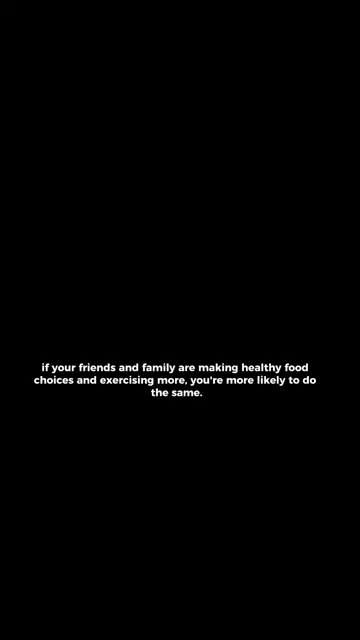 if your friends and family are making healthy food
choices and exercising more, you're more likely to do
the same.